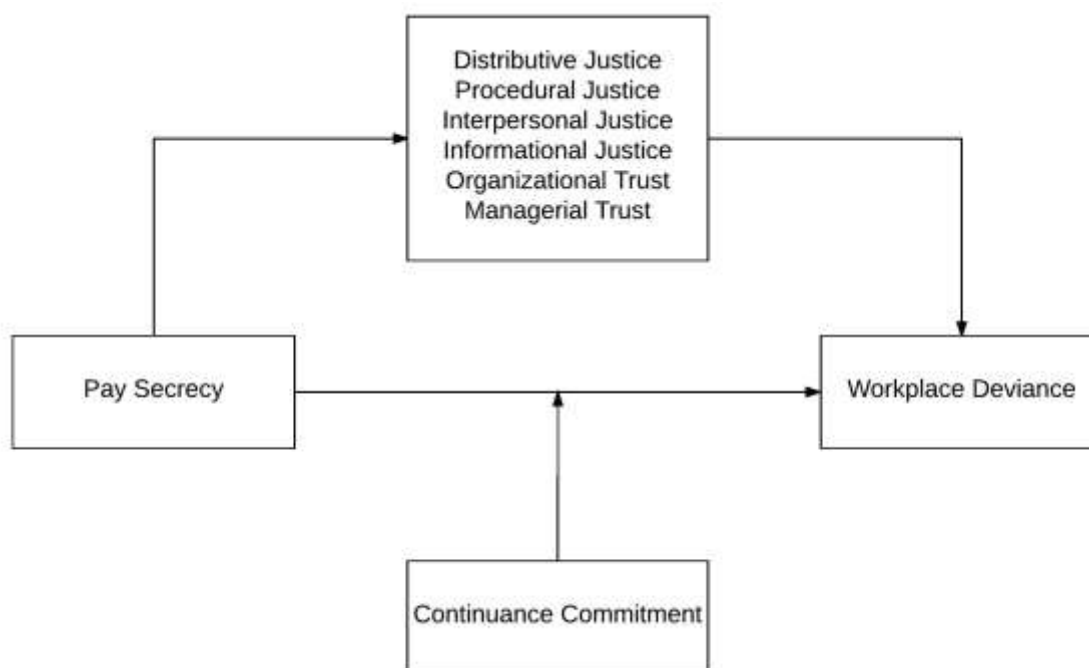 Distributive Justice
Procedural Justice
Interpersonal Justice
Informational Justice
Organizational Trust
Managerial Trust
Pay Secrecy
Workplace Deviance
Continuance Commitment